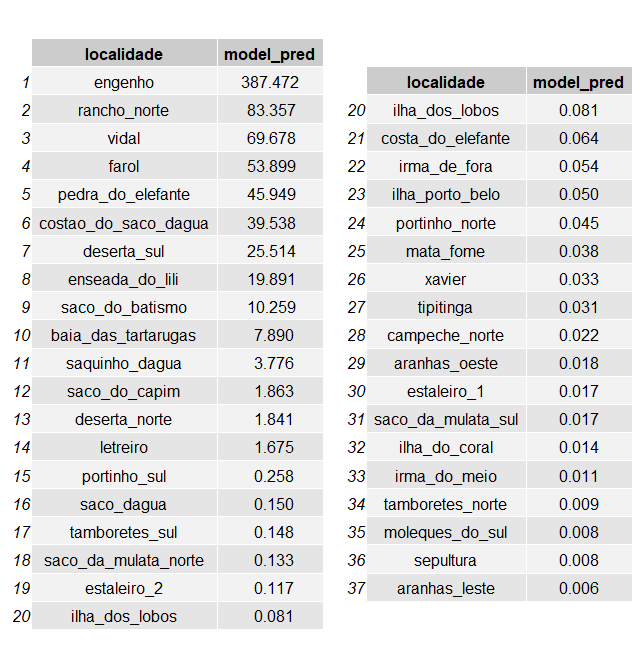 localidade model_pred
1 engenho 387.472
2 rancho_norte 83.357
3 vidal 69.678
4 farol 53.899
5 pedra_do_elefante 45.949
6 costao_do_saco_dagua 39.538
7 deserta_sul 25.514
8 enseada_do_lili 19.891
9 saco_do_batismo 10.259
10 baia_das_tartarugas 7.890
11 saquinho_dagua 3.776
12 saco_do_capim 1.863
13 deserta_norte 1.841
14 letreiro 1.675
15 portinho_sul 0.258
16 saco_dagua 0.150
17 tamboretes_sul 0.148
18 saco_da_mulata_norte 0.133
19 estaleiro_2 0.117
20 ilha_dos_lobos 0.081
localidade model_pred
20 ilha_dos_lobos 0.081
21 costa_do_elefante 0.064
22 irma_de_fora 0.054
23 ilha_porto_belo 0.050
24 portinho_norte 0.045
25 mata_fome 0.038
26 xavier 0.033
27 tipitinga 0.031
28 campeche_norte 0.022
29 aranhas_oeste 0.018
30 estaleiro_1 0.017
31 saco_da_mulata_sul 0.017
32 ilha_do_coral 0.014
33 irma_do_meio 0.011
34 tamboretes_norte 0.009
35 moleques_do_sul 0.008
36 sepultura 0.008
37 aranhas_leste 0.006